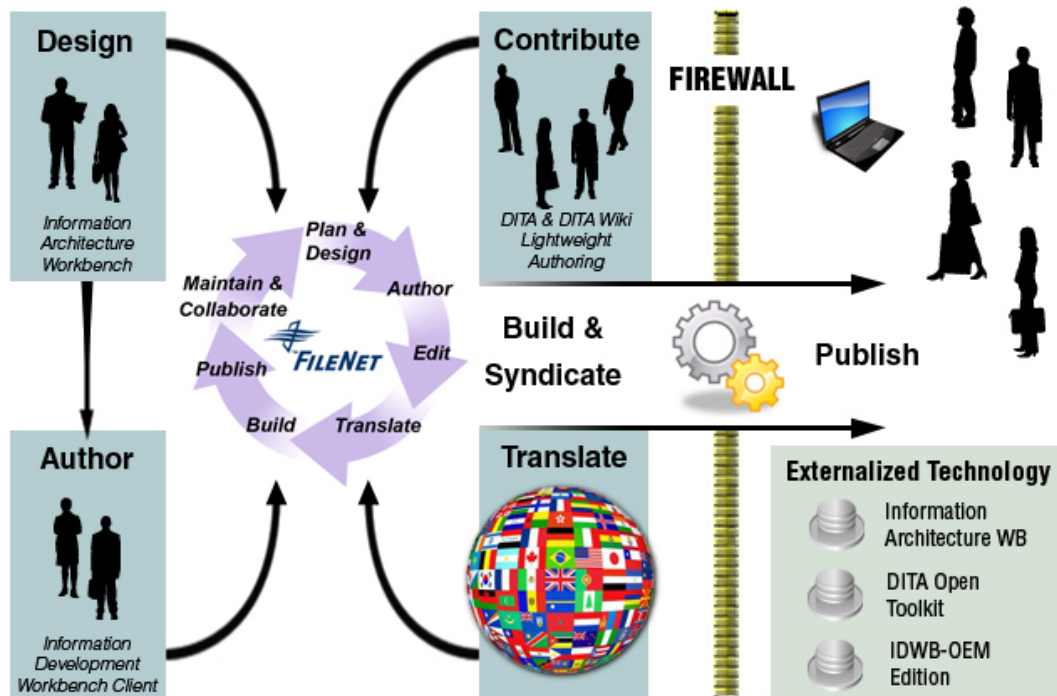 Design
Information
Architecture
Workbench
Contribute
DITA & DITA Wiki
Lightweight
Authoring
FIREWALL
Plan &
Design
Author
Edit
Translate
Build
Publish
Maintain &
Collaborate
FILENET
Build &
Syndicate
Publish
Author
Information
Development
Workbench Client
Translate
Externalized Technology
Information
Architecture WB
DITA Open
Toolkit
IDWB-OEM
Edition